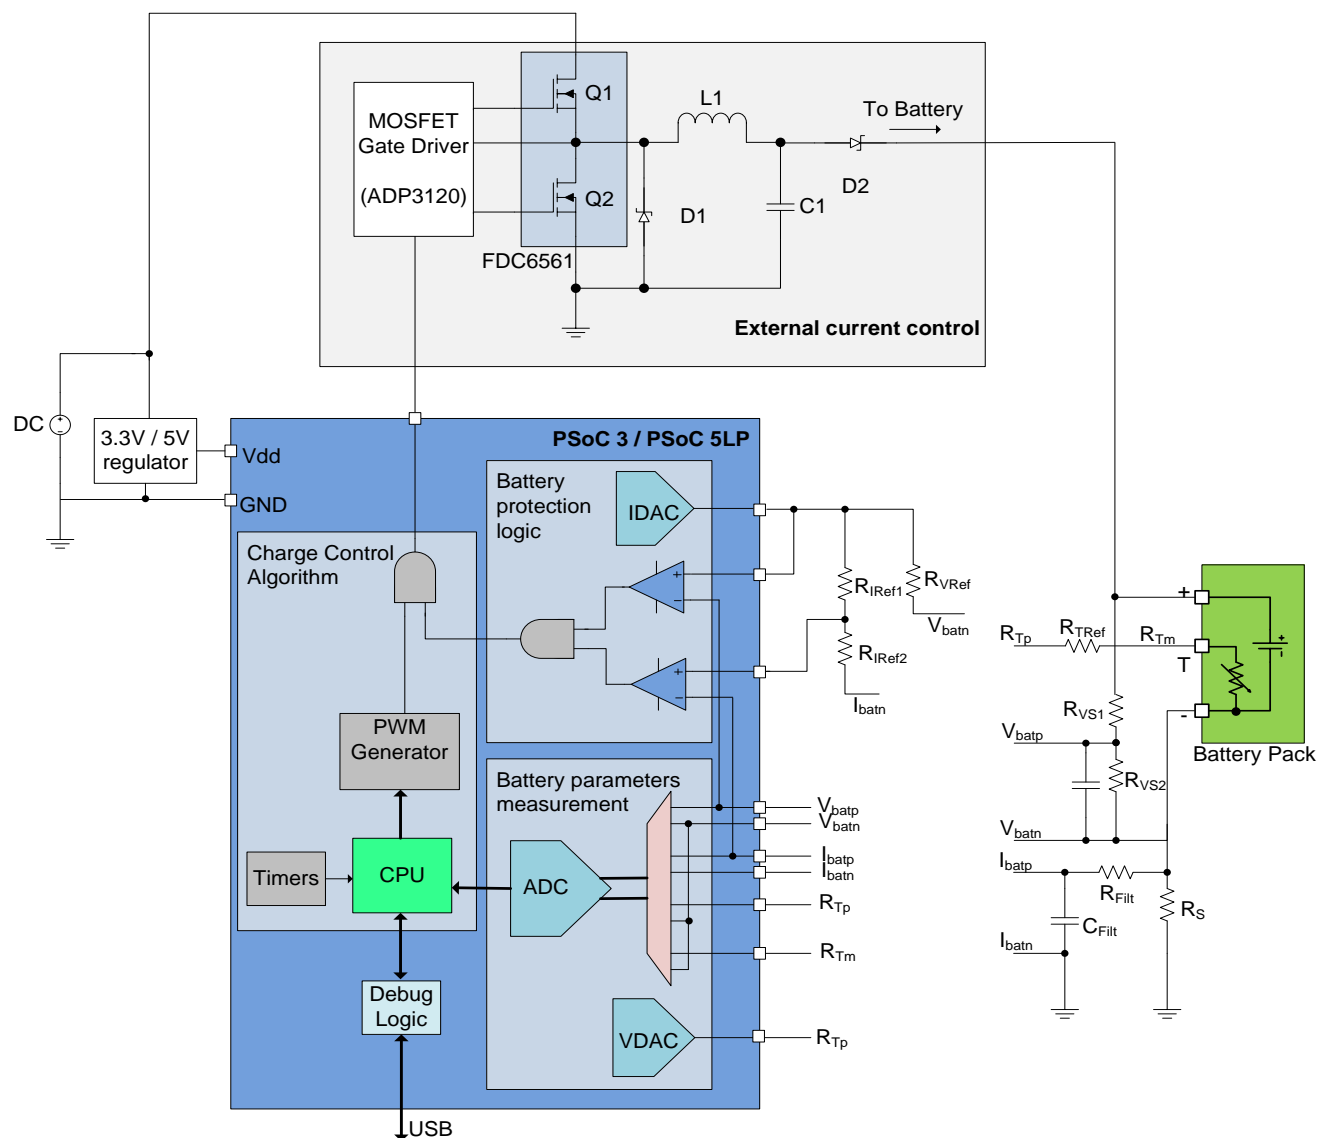 Q1
L1
To Battery
MOSFET
Gate Driver
(ADP3120)
Q2
D1
C1
D2
FDC6561
External current control
DC
3.3V / 5V
regulator
PSoC 3 / PSoC 5LP
Vdd
GND
Battery
protection
logic
IDAC
+
-
+
-
Charge Control
Algorithm
RIRef1
RVRef
Vbatn
RIRef2
Ibatn
RTp
RTRef
RTm
T
+
-
+
-
Battery Pack
RVS1
Vbatp
RVS2
Vbatn
Ibatp
RFilt
CFilt
RS
Ibatn
PWM
Generator
Battery parameters
measurement
Vbatp
Vbatn
Ibatp
Ibatn
RTp
RTm
Timers
CPU
ADC
Debug
Logic
VDAC
RTp
USB